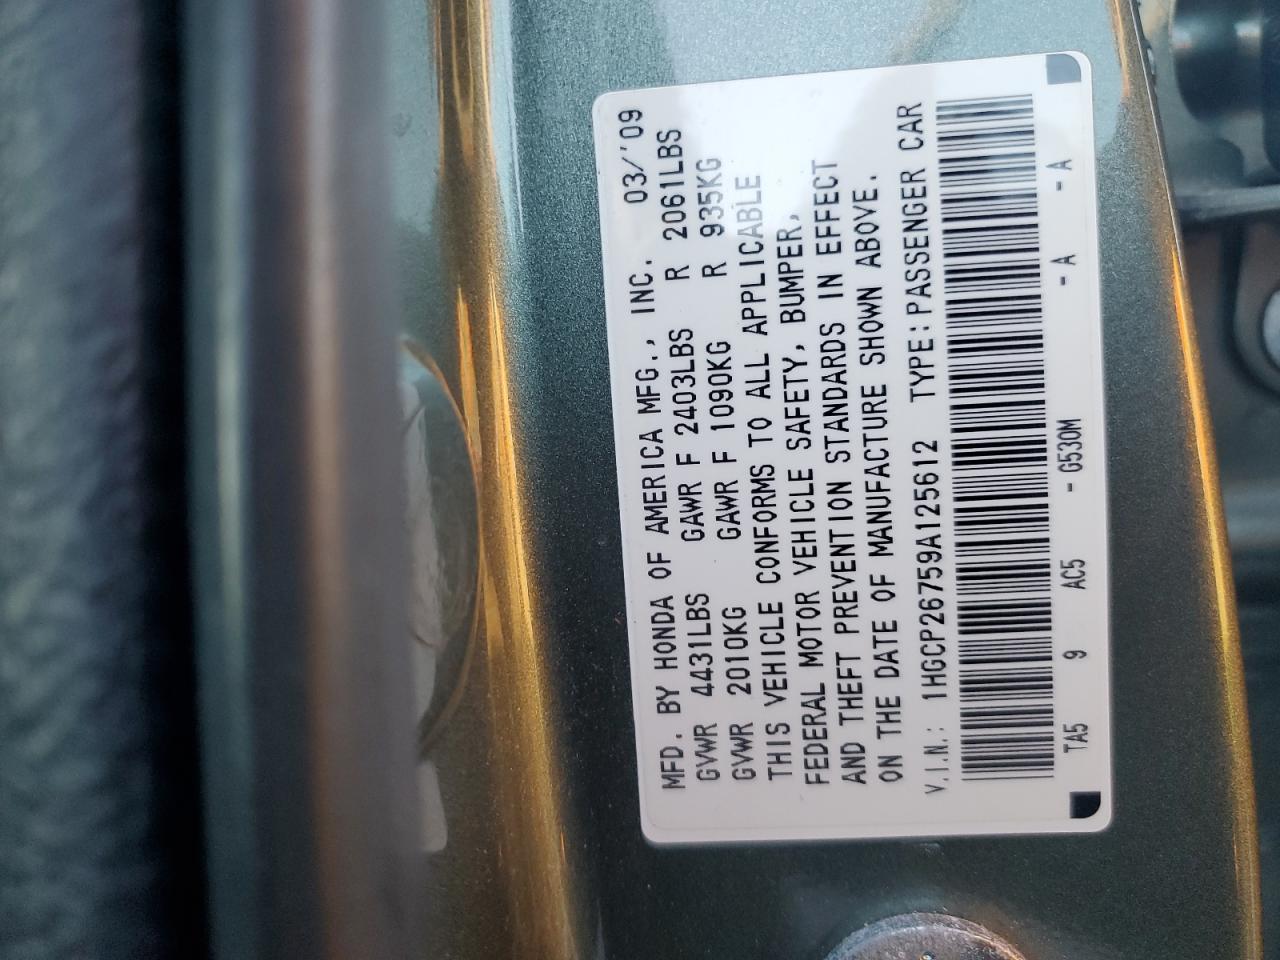 MFD. BY HONDA OF AMERICA MFG., INC. 03/'09
GVWR 4431LBS GAWR F 2403LBS R 2061LBS
GVWR 2010KG GAWR F 1090KG R 935KG
THIS VEHICLE CONFORMS TO ALL APPLICABLE
FEDERAL MOTOR VEHICLE SAFETY, BUMPER,
AND THEFT PREVENTION STANDARDS IN EFFECT
ON THE DATE OF MANUFACTURE SHOWN ABOVE.
V.I.N.: 1HGCP26759A125612 TYPE:PASSENGER CAR
TA5 9 AC5 - G530M - A - A